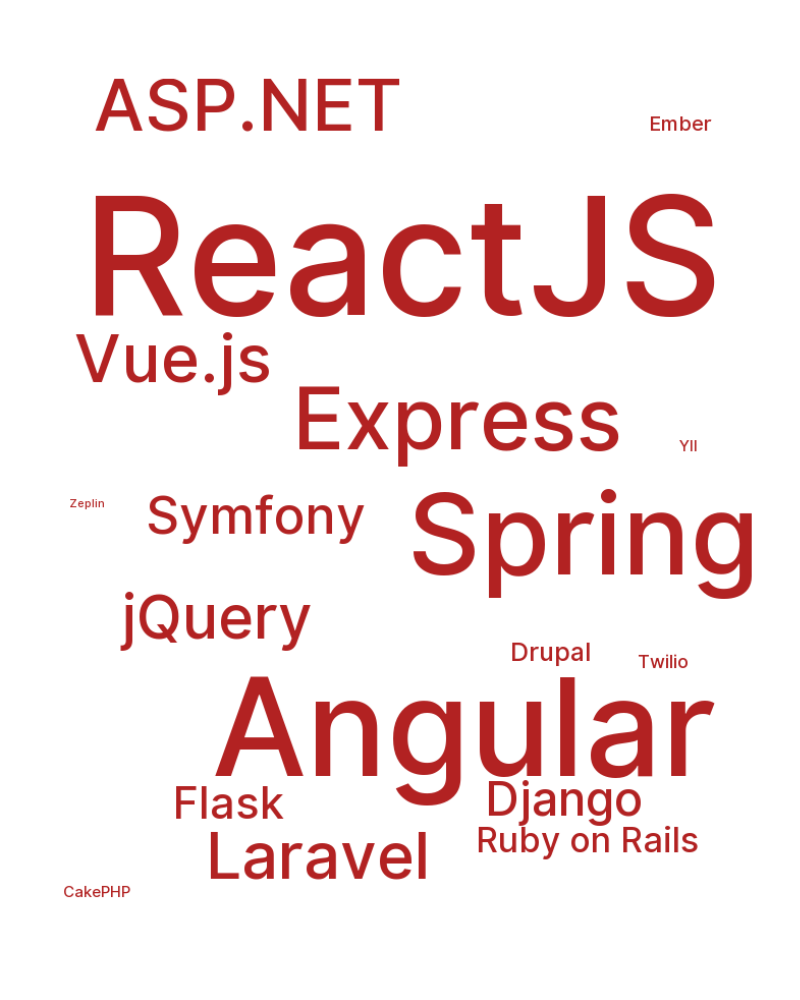 ASP.NET
Ember
ReactJS
Vue.js
Express
YII
Zeplin
Symfony
Spring
jQuery
Drupal
Twilio
Angular
Flask
Django
Ruby on Rails
Laravel
CakePHP